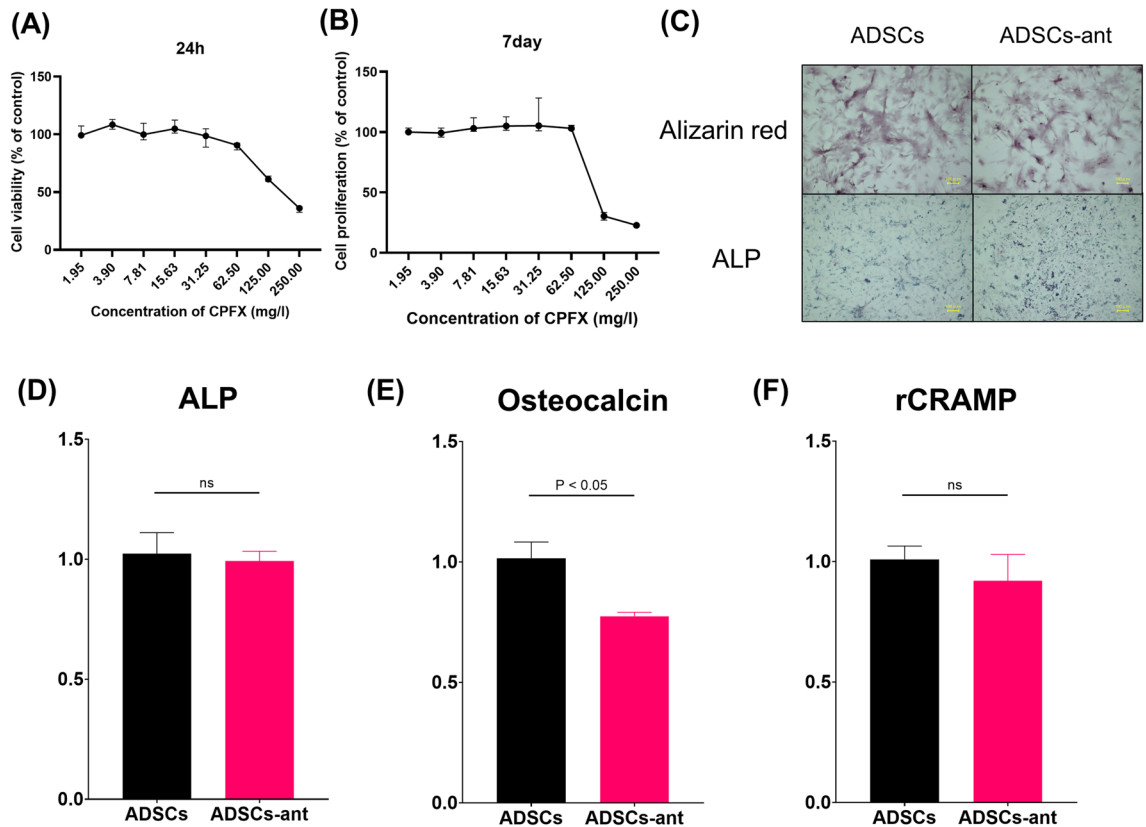 (A)
24h
Cell viability (% of control)
150
100
50
0
1.95
3.90
7.81
15.63
31.25
62.50
125.00
250.00
Concentration of CPFX (mg/l)
(B)
7day
Cell proliferation (% of control)
150
100
50
0
1.95
3.90
7.81
15.63
31.25
62.50
125.00
250.00
Concentration of CPFX (mg/l)
(C)
ADSCs
ADSCs-ant
Alizarin red
ALP
(D)
ALP
1.5
1.0
0.5
0.0
ns
ADSCs
ADSCs-ant
(E)
Osteocalcin
1.5
1.0
0.5
0.0
P < 0.05
ADSCs
ADSCs-ant
(F)
rCRAMP
1.5
1.0
0.5
0.0
ns
ADSCs
ADSCs-ant